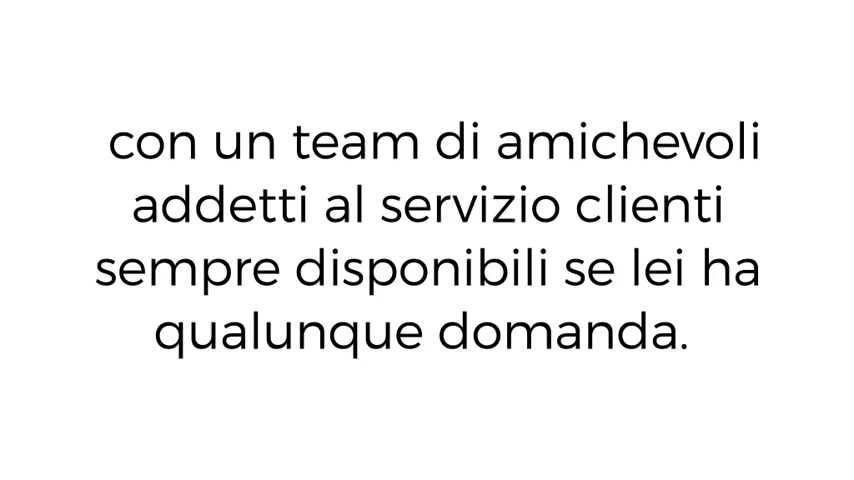 con un team di amichevoli
addetti al servizio clienti
sempre disponibili se lei ha
qualunque domanda.